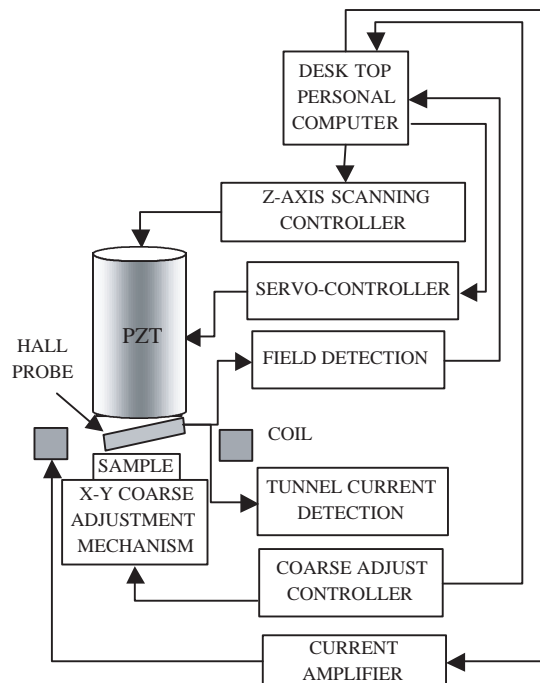 DESK TOP
PERSONAL
COMPUTER
Z-AXIS SCANNING
CONTROLLER
SERVO-CONTROLLER
PZT
HALL
PROBE
FIELD DETECTION
COIL
SAMPLE
X-Y COARSE
ADJUSTMENT
MECHANISM
TUNNEL CURRENT
DETECTION
COARSE ADJUST
CONTROLLER
CURRENT
AMPLIFIER